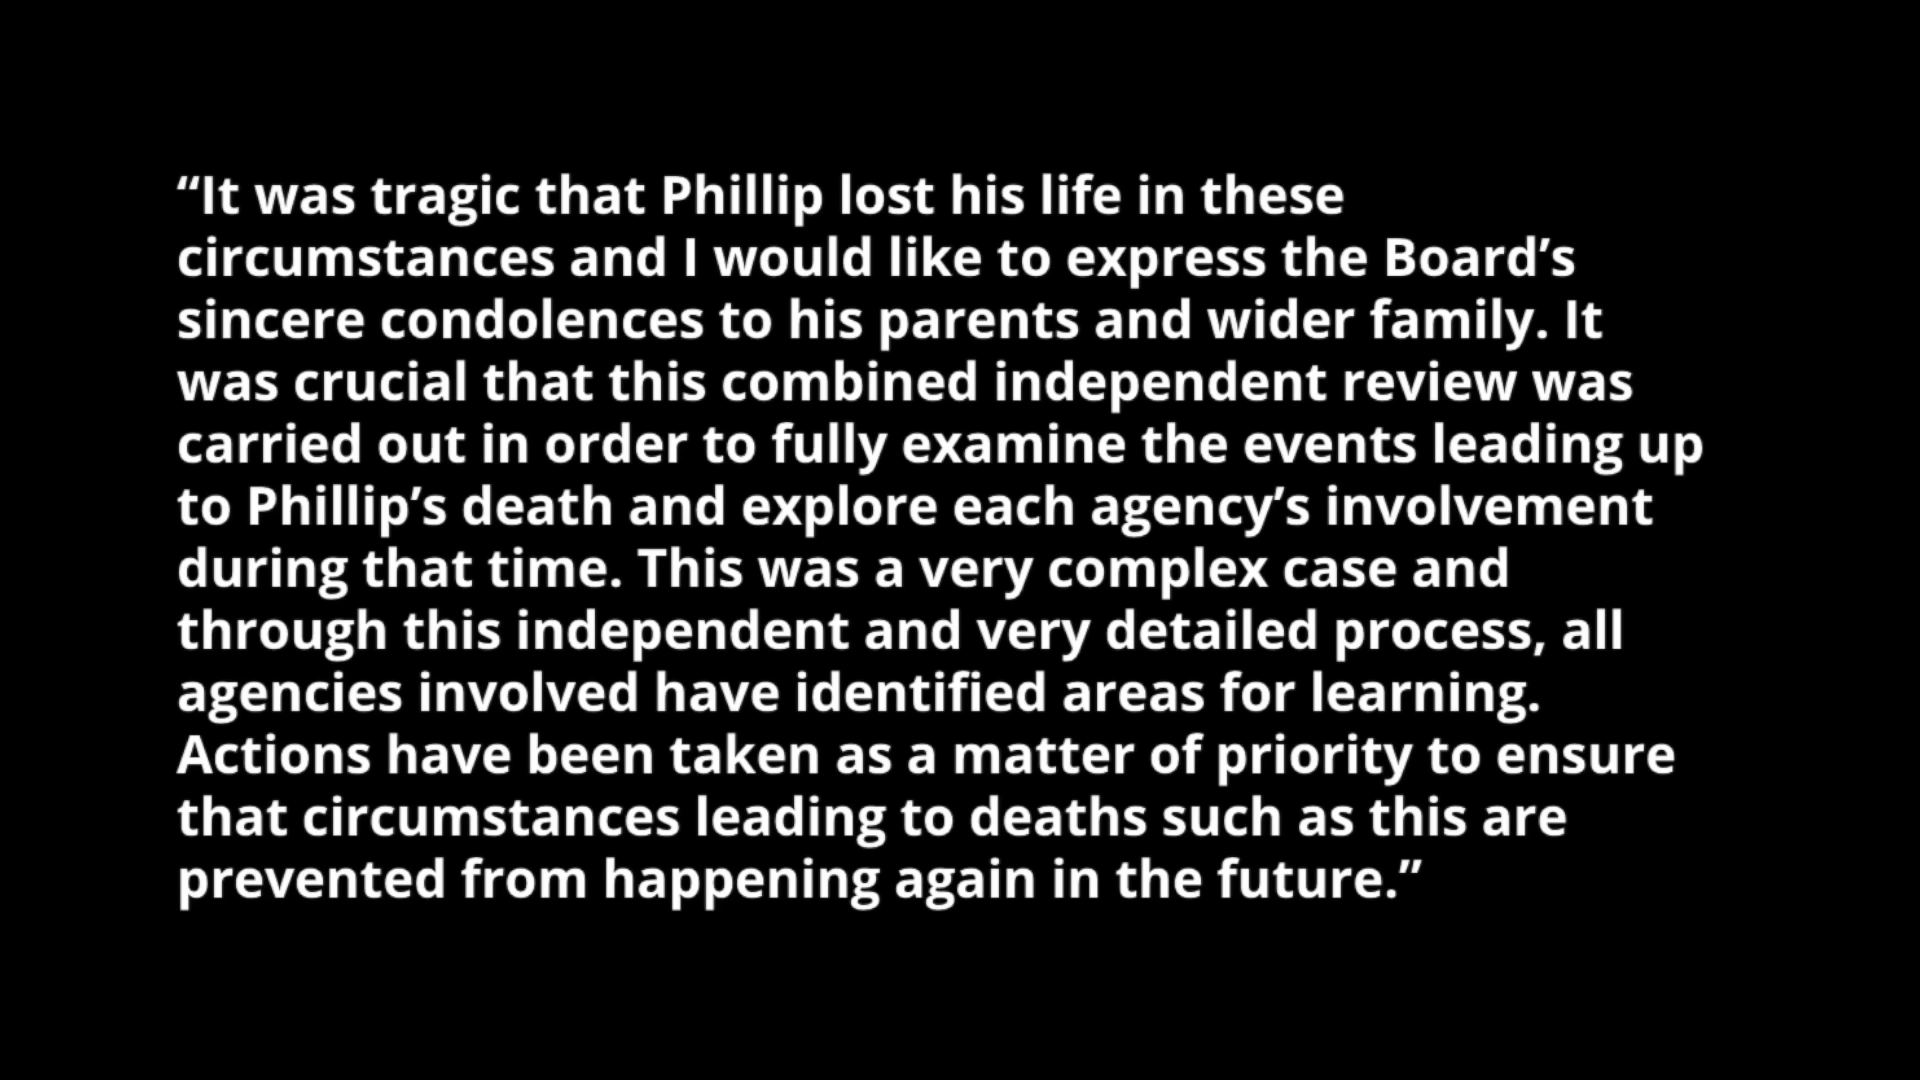 “It was tragic that Phillip lost his life in these
circumstances and I would like to express the Board’s
sincere condolences to his parents and wider family. It
was crucial that this combined independent review was
carried out in order to fully examine the events leading up
to Phillip’s death and explore each agency’s involvement
during that time. This was a very complex case and
through this independent and very detailed process, all
agencies involved have identified areas for learning.
Actions have been taken as a matter of priority to ensure
that circumstances leading to deaths such as this are
prevented from happening again in the future.”